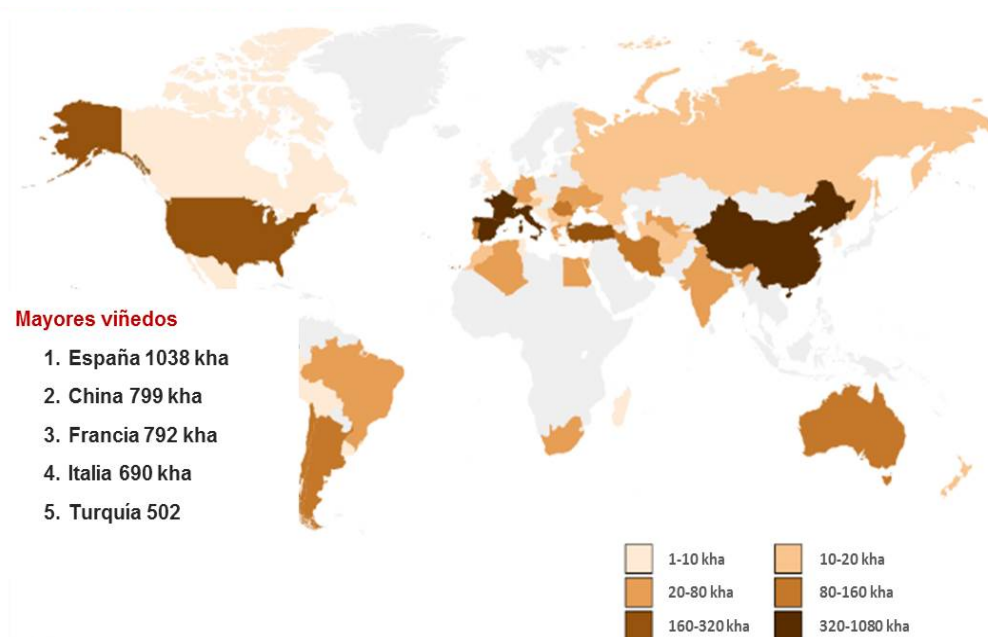 Mayores viñedos
1. España 1038 kha
2. China 799 kha
3. Francia 792 kha
4. Italia 690 kha
5. Turquía 502
1-10 kha
10-20 kha
20-80 kha
80-160 kha
160-320 kha
320-1080 kha